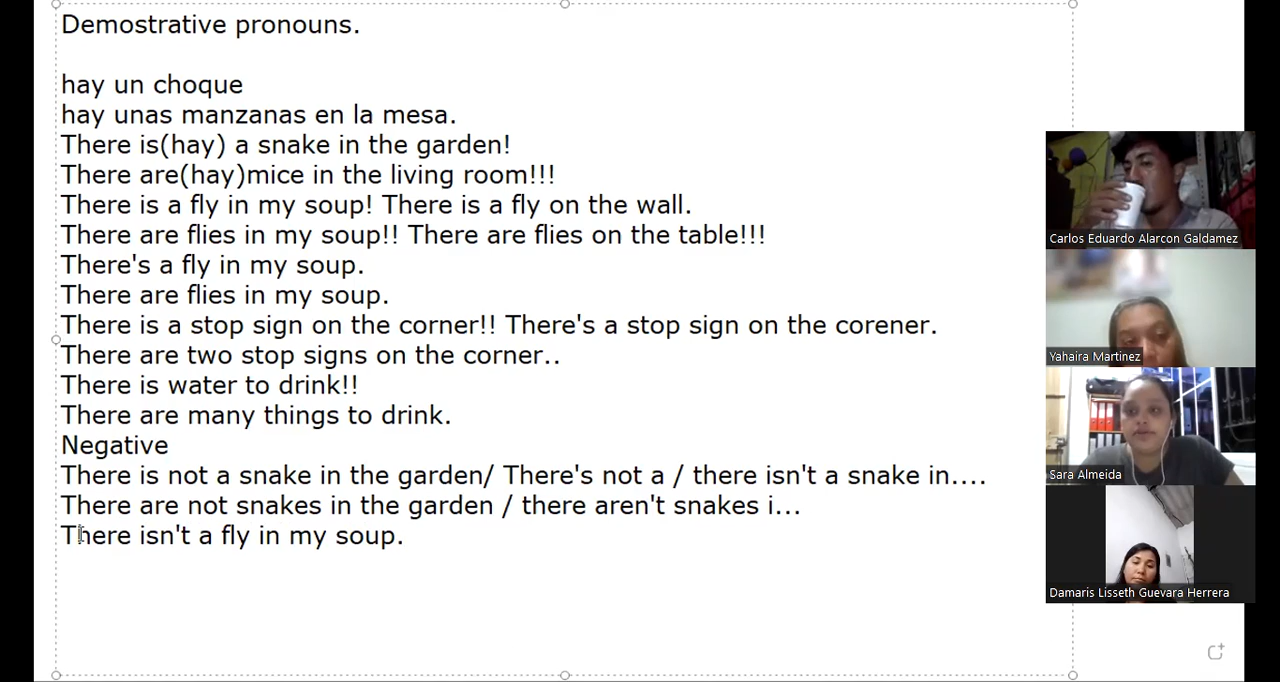 Demostrative pronouns.
hay un choque
hay unas manzanas en la mesa.
There is(hay) a snake in the garden!
There are(hay)mice in the living room!!!
There is a fly in my soup! There is a fly on the wall.
There are flies in my soup!! There are flies on the table!!!
There's a fly in my soup.
There are flies in my soup.
There is a stop sign on the corner!! There's a stop sign on the corener.
There are two stop signs on the corner..
There is water to drink!!
There are many things to drink.
Negative
There is not a snake in the garden/ There's not a / there isn't a snake in....
There are not snakes in the garden / there aren't snakes i...
There isn't a fly in my soup.
Carlos Eduardo Alarcon Galdamez
Yahaira Martinez
Sara Almeida
Damaris Lisseth Guevara Herrera